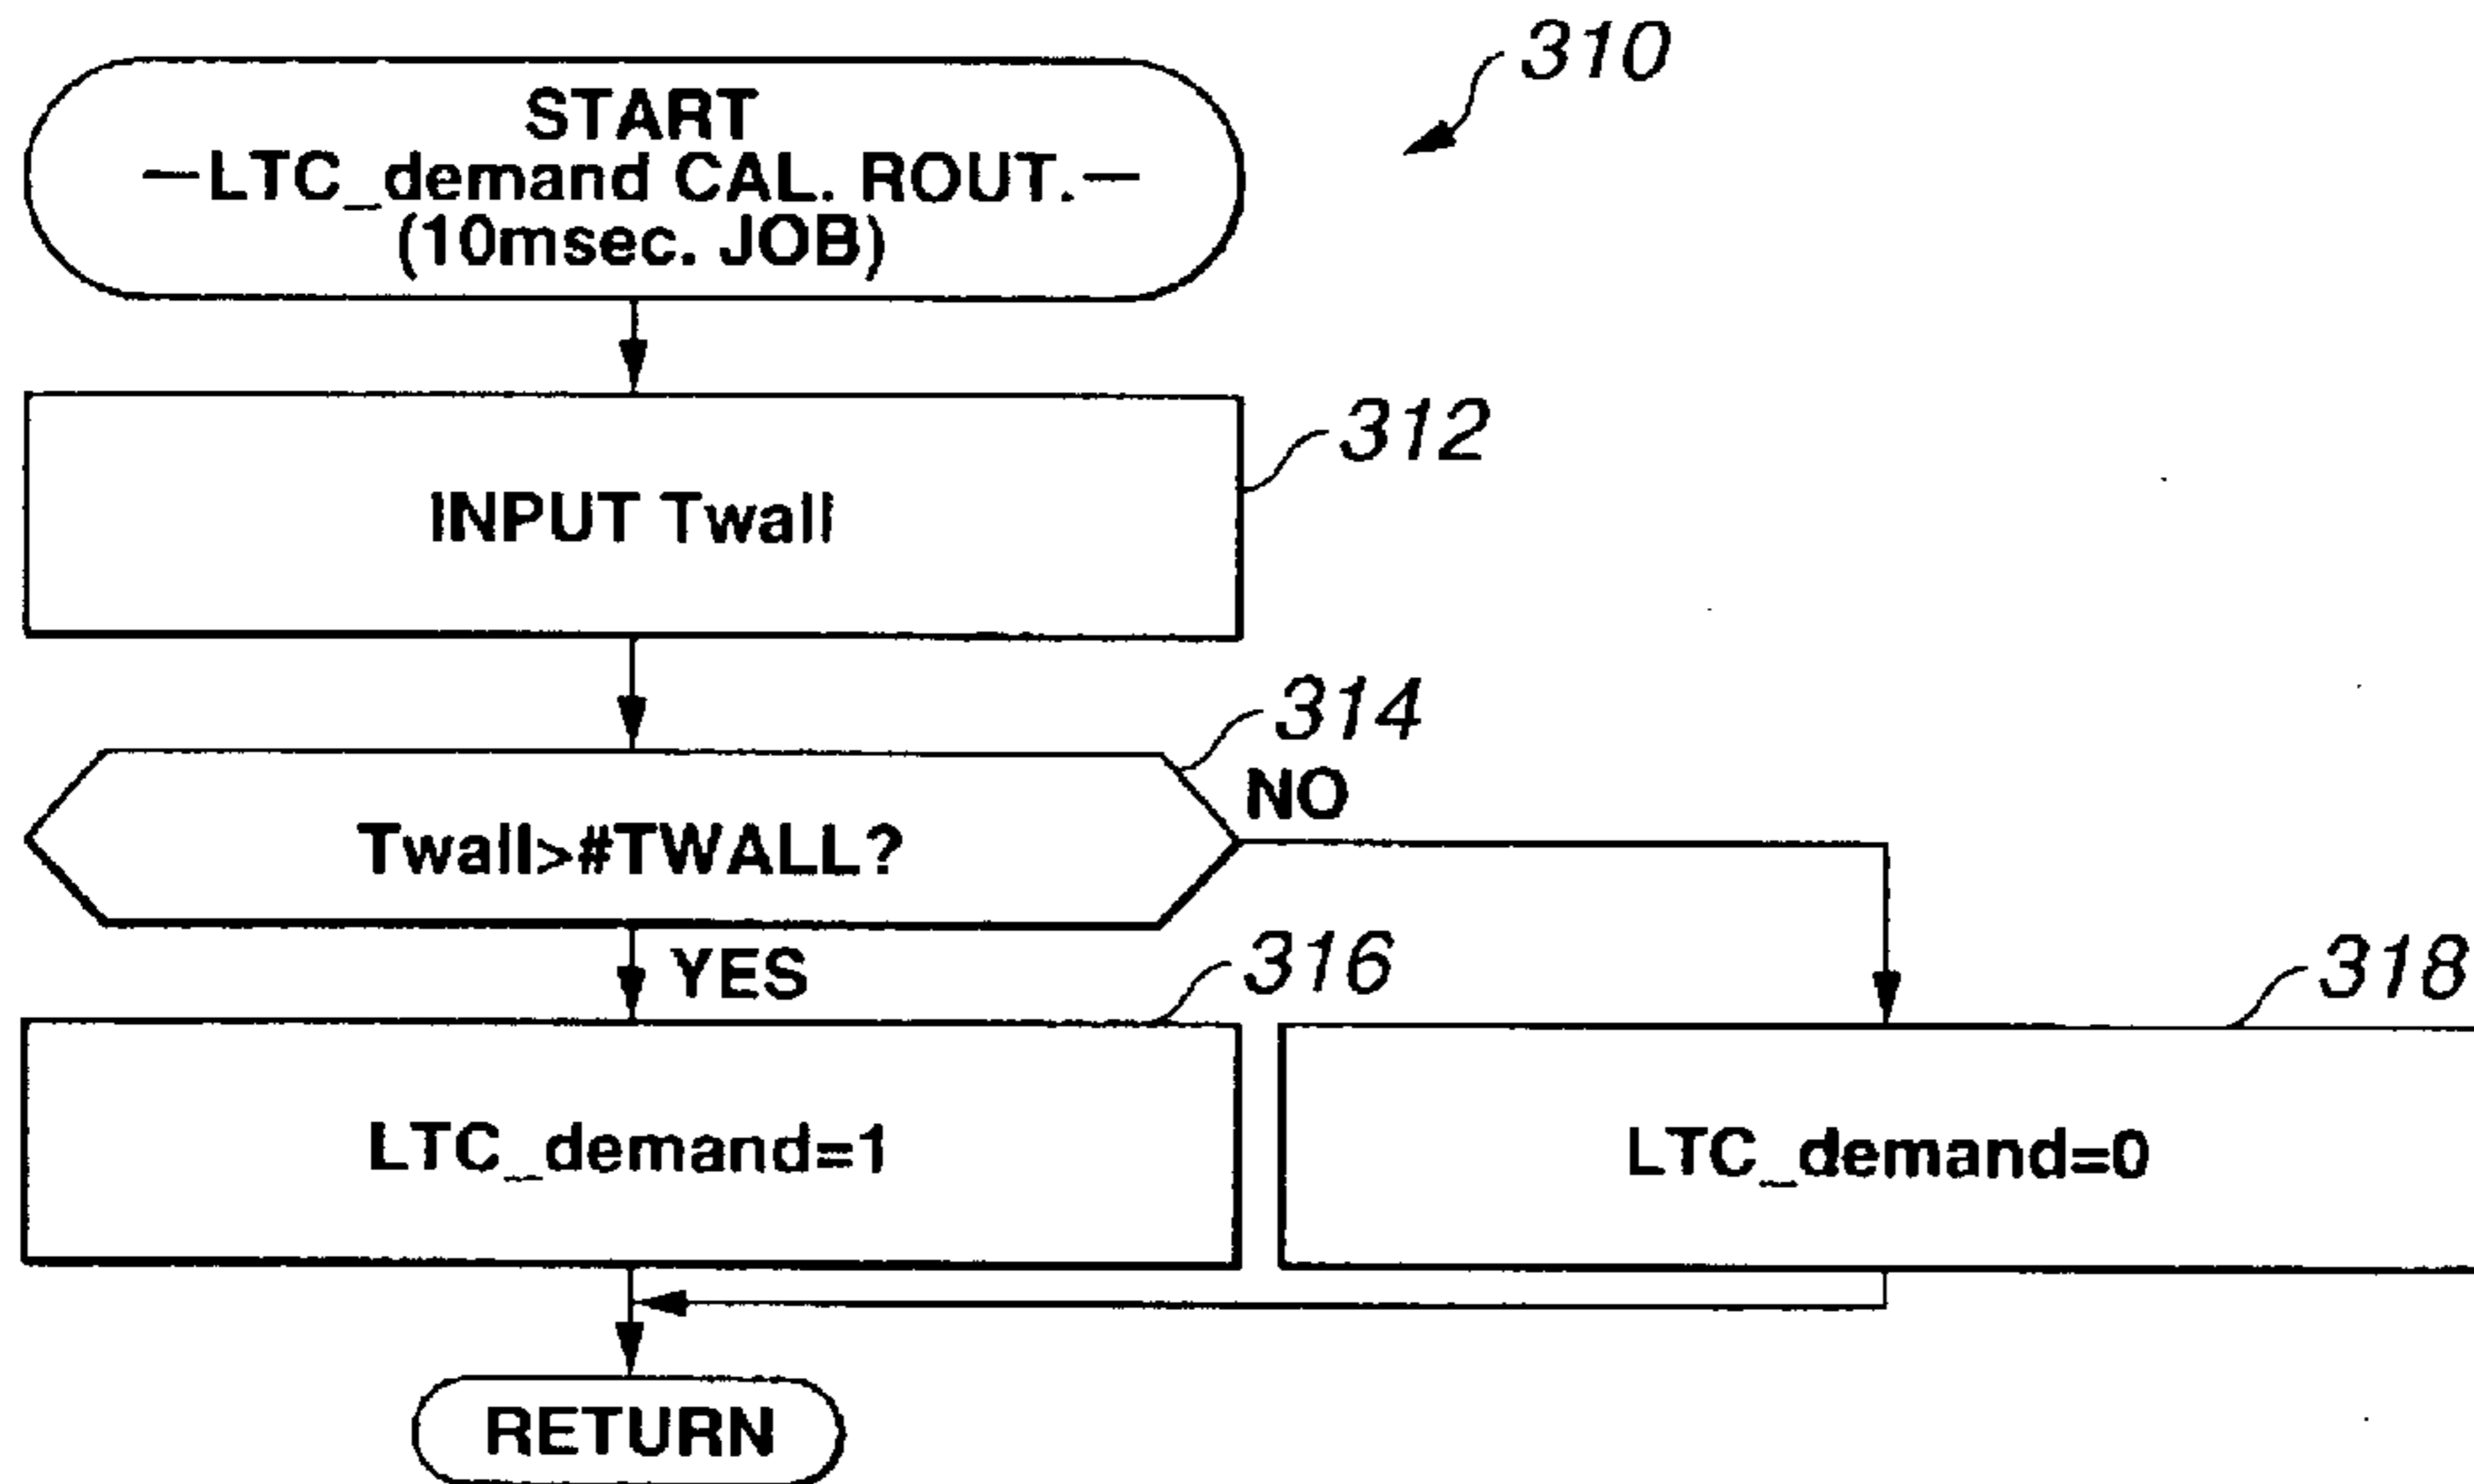 310
START
—LTC_demand CAL. ROUT.—
(10msec. JOB)
312
INPUT Twall
314
NO
Twall>#TWALL?
YES
316
318
LTC_demand=1
LTC_demand=0
RETURN